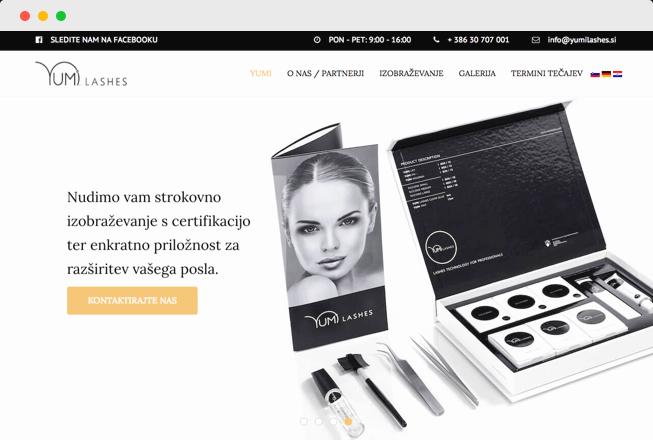 SLEDITE NAM NA FACEBOOKU
PON - PET: 9:00 - 16:00
+ 386 30 707 001
info@yumilashes.si
YUMI LASHES
YUMI
O NAS / PARTNERJI
IZOBRAŽEVANJE
GALERIJA
TERMINI TEČAJEV
Nudimo vam strokovno
izobraževanje s certifikacijo
ter enkratno priložnost za
razširitev vašega posla.
KONTAKTIRAJTE NAS
YUMI LASHES
PRODUCT DESCRIPTION
YUMI LASHES
LASHES TECHNOLOGY FOR PROFESSIONALS